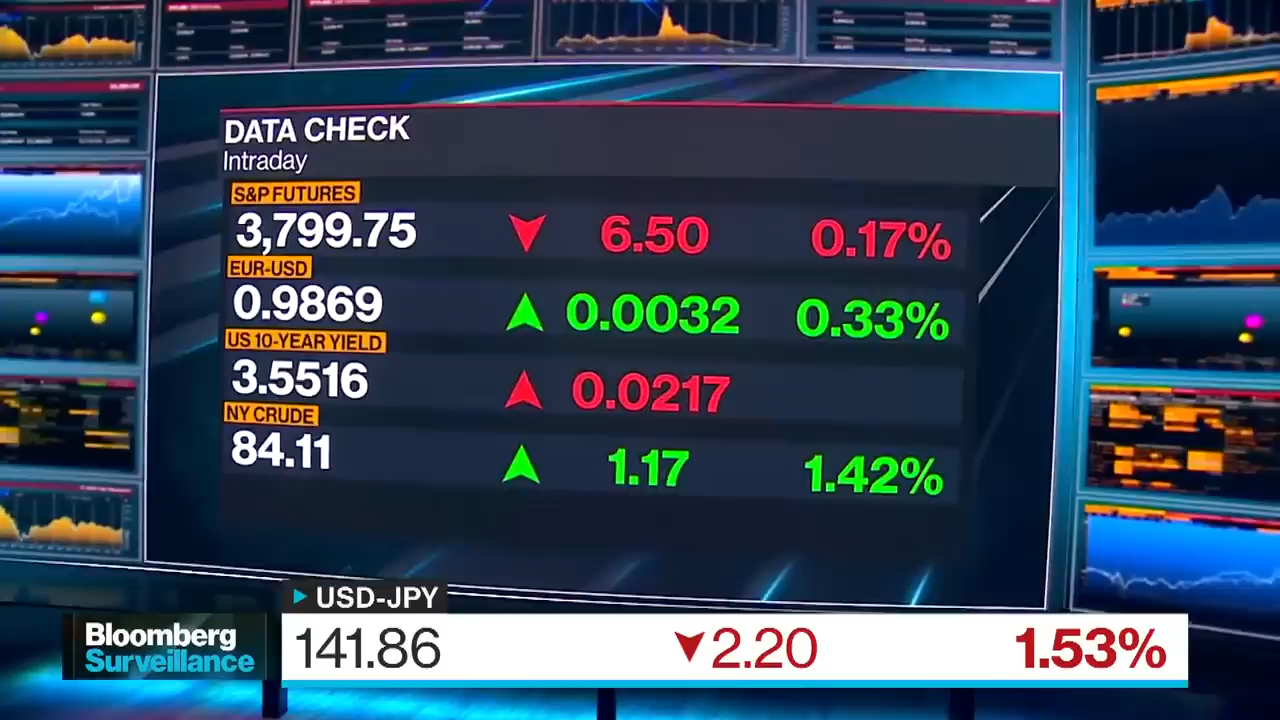 DATA CHECK
Intraday
S&P FUTURES
3,799.75 ▼ 6.50 0.17%
EUR-USD
0.9869 ▲ 0.0032 0.33%
US 10-YEAR YIELD
3.5516 ▲ 0.0217
NY CRUDE
84.11 ▲ 1.17 1.42%
USD-JPY
Bloomberg
Surveillance
141.86 ▼2.20 1.53%